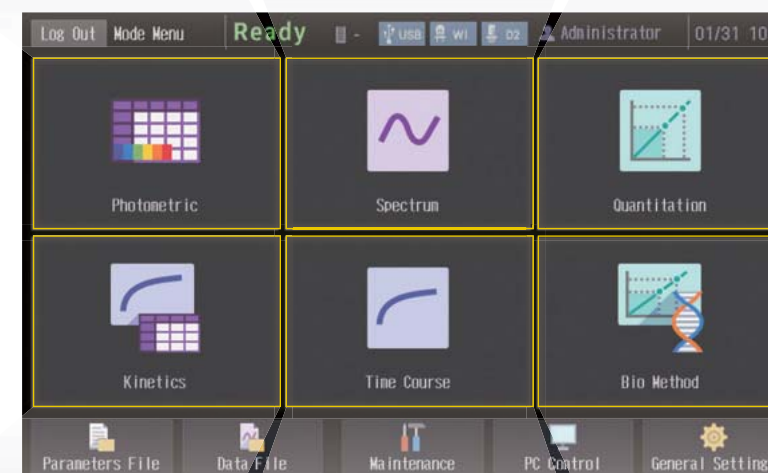 Log Out Mode Menu Ready - USB WI D2 Administrator 01/31 10
Photometric Spectrum Quantitation
Kinetics Time Course Bio Method
Parameters File Data File Maintenance PC Control General Setting